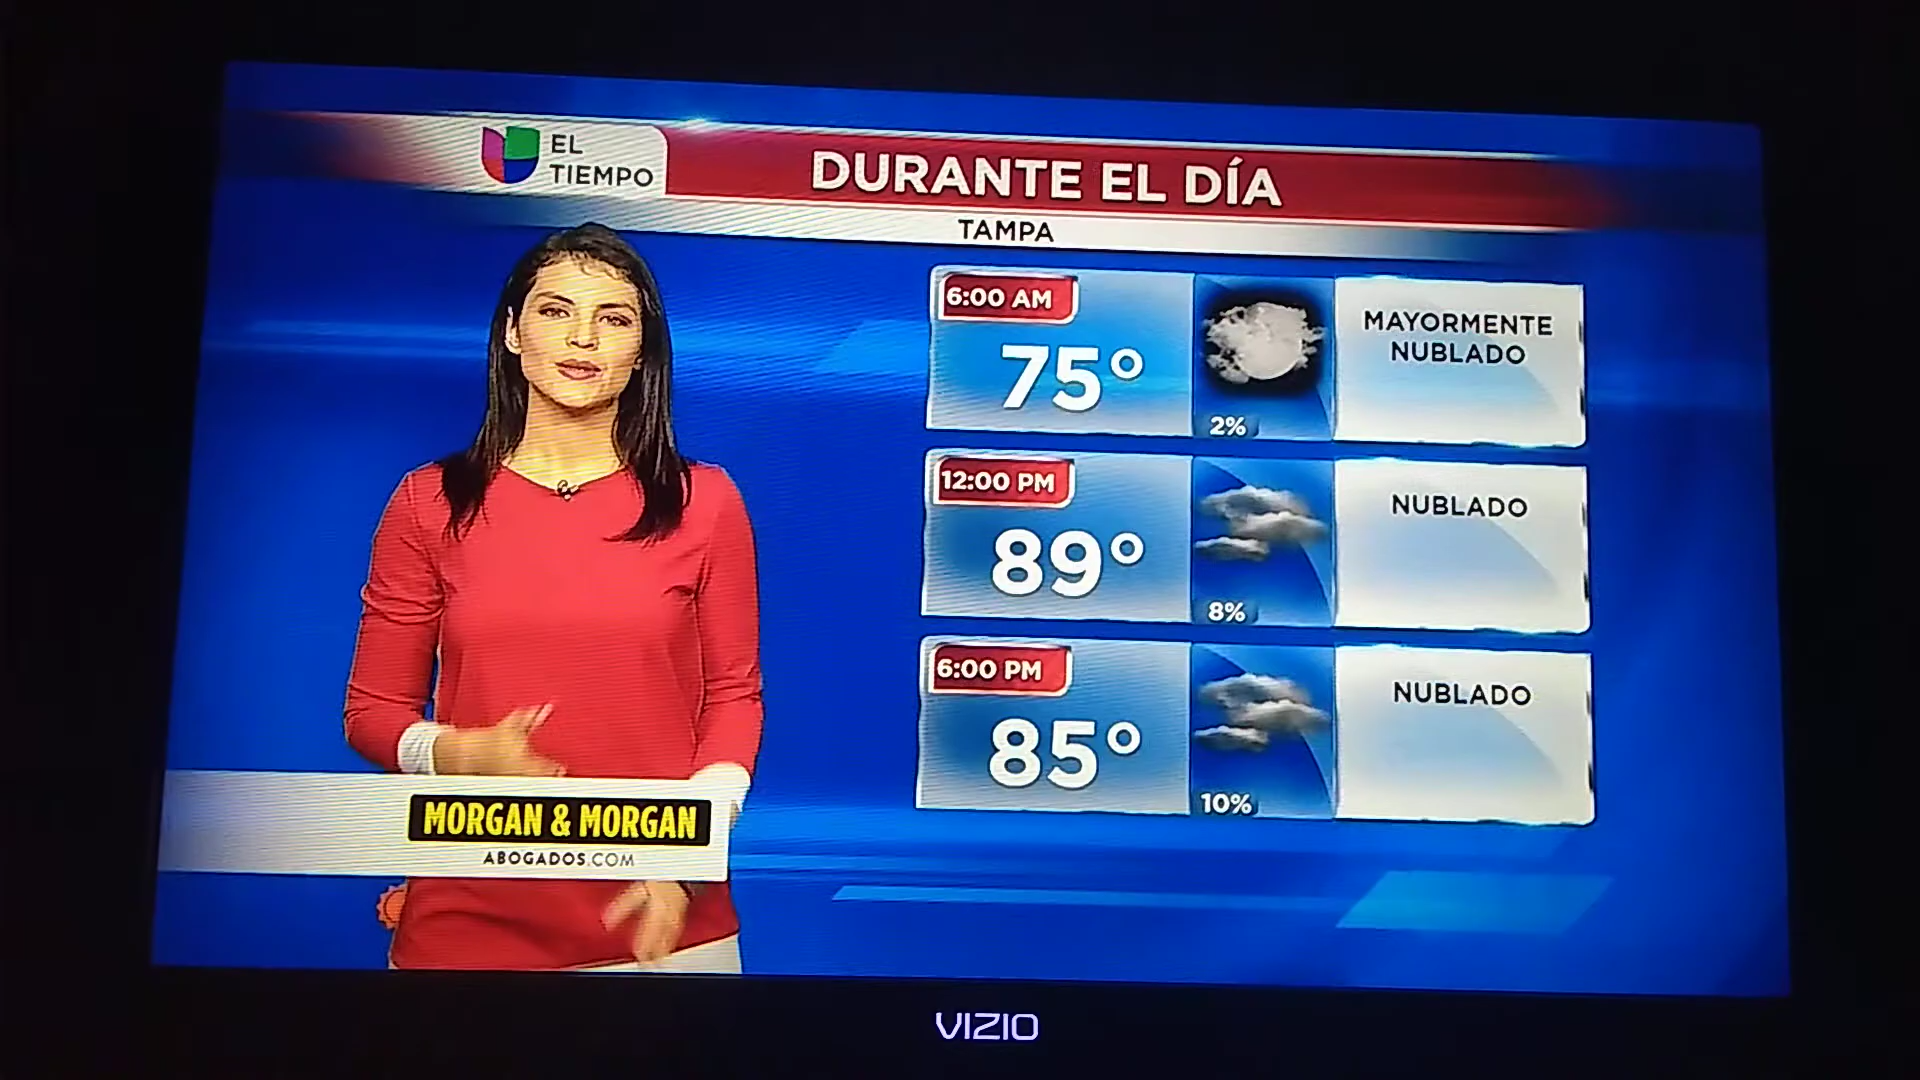 EL
TIEMPO
DURANTE EL DÍA
TAMPA
6:00 AM
75°
2%
MAYORMENTE
NUBLADO
12:00 PM
89°
8%
NUBLADO
6:00 PM
85°
10%
NUBLADO
MORGAN & MORGAN
ABOGADOS.COM
VIZIO